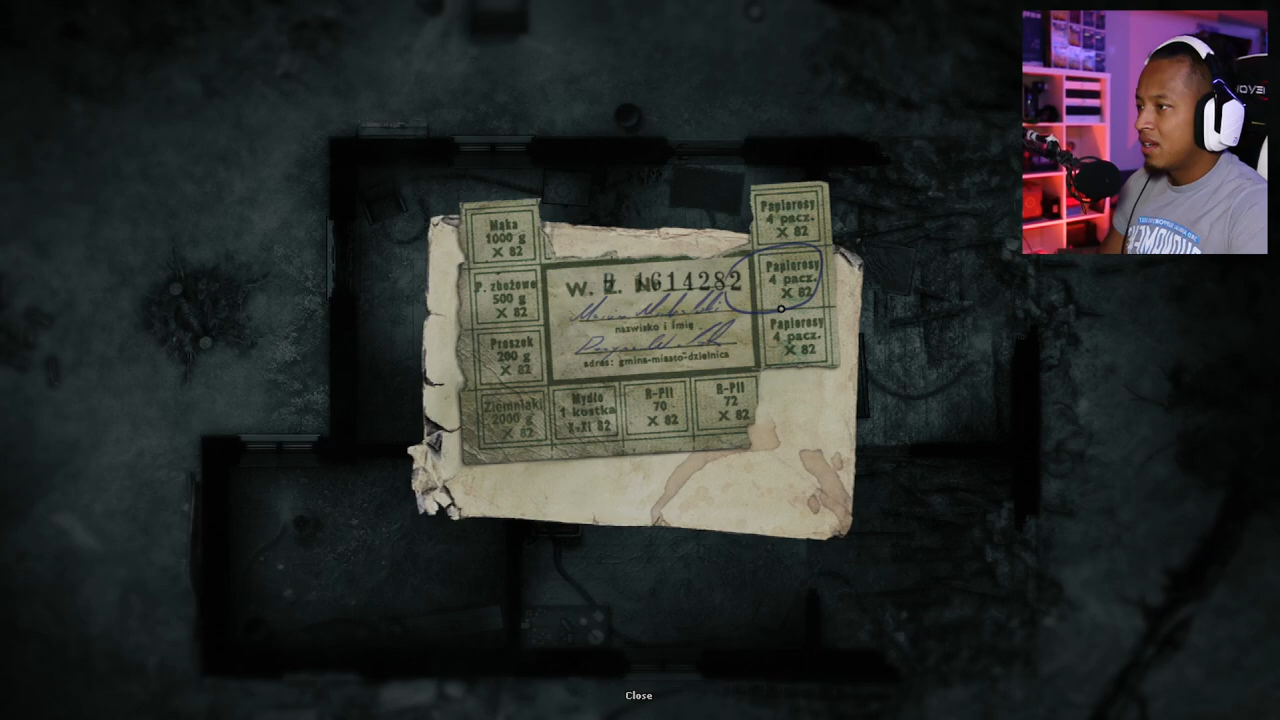 Mąka
1000 g
X 82
P. zbożowe
500 g
X 82
Proszek
200 g
X 82
Ziemniaki
2000 g
X 82
Mydło
1 kostka
X-XI 82
R-PII
70
X 82
R-PII
72
X 82
Papierosy
4 pacz.
X 82
Papierosy
4 pacz.
X 82
Papierosy
4 pacz.
X 82
1614282
nazwisko i imię
adres: gmina-miasto-dzielnica
Close